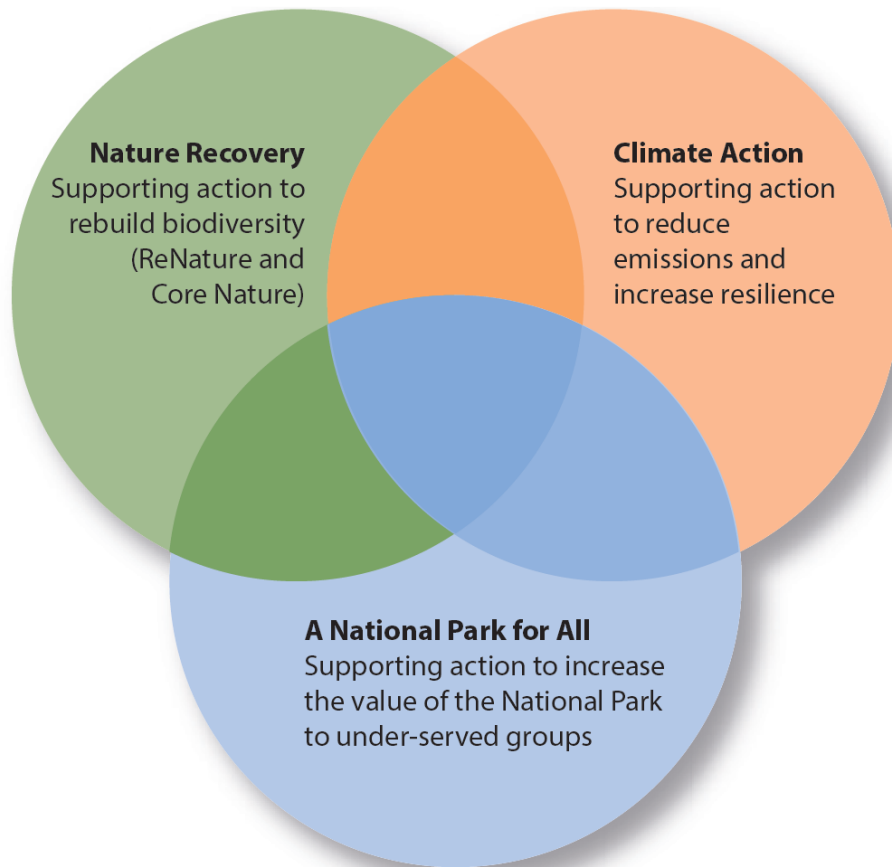 Nature Recovery
Supporting action to
rebuild biodiversity
(ReNature and
Core Nature)
Climate Action
Supporting action
to reduce
emissions and
increase resilience
A National Park for All
Supporting action to increase
the value of the National Park
to under-served groups